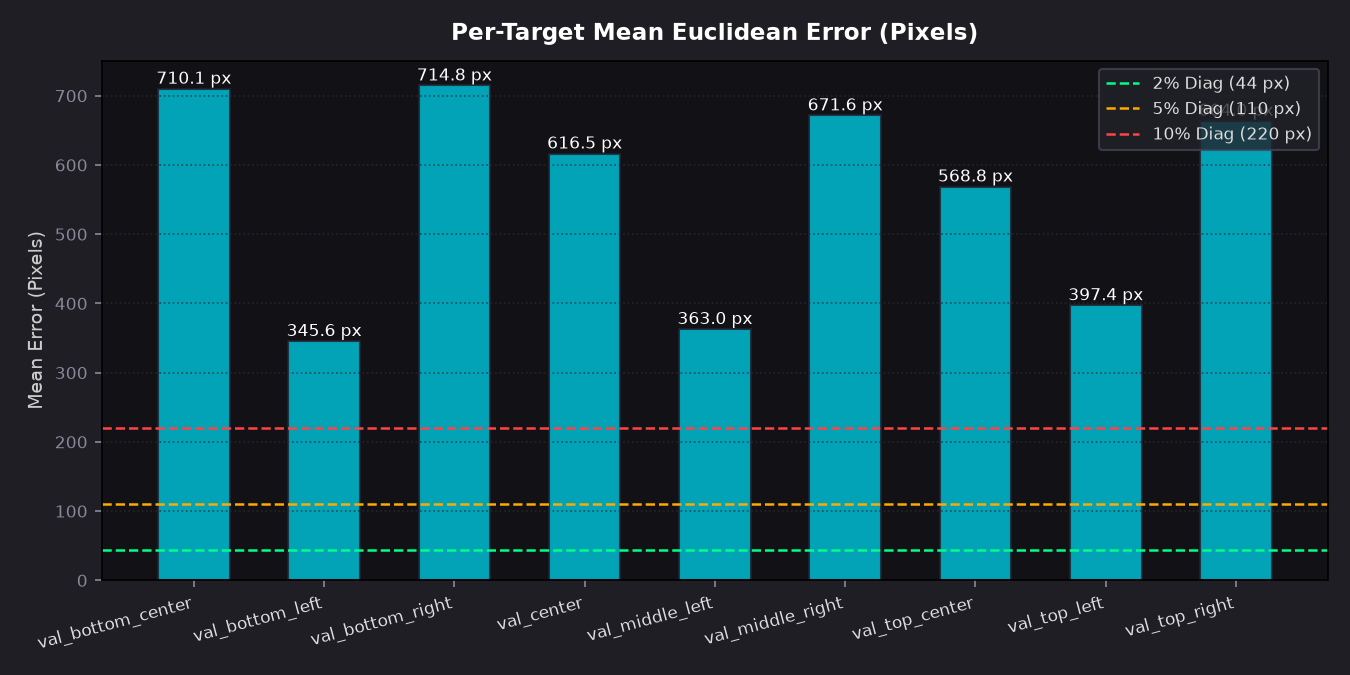 Per-Target Mean Euclidean Error (Pixels)
Mean Error (Pixels)
700
600
500
400
300
200
100
0
710.1 px
345.6 px
714.8 px
616.5 px
363.0 px
671.6 px
568.8 px
397.4 px
2% Diag (44 px)
5% Diag (110 px)
10% Diag (220 px)
val_bottom_center
val_bottom_left
val_bottom_right
val_center
val_middle_left
val_middle_right
val_top_center
val_top_left
val_top_right